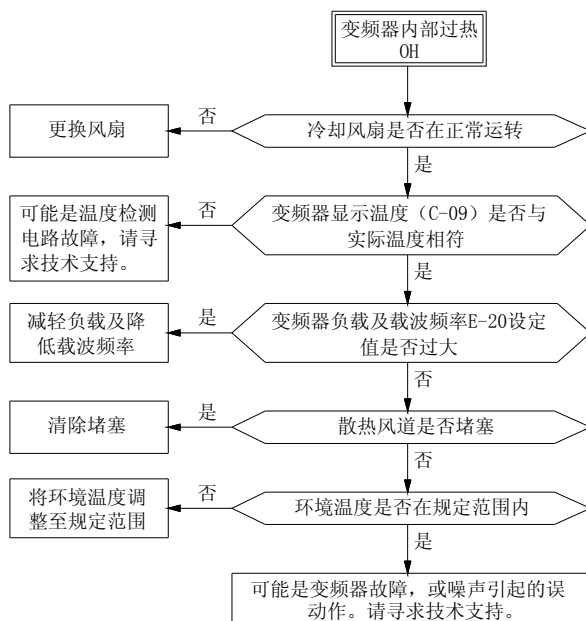 变频器内部过热
OH
更换风扇
否
冷却风扇是否在正常运转
是
可能是温度检测
电路故障，请寻
求技术支持。
否
变频器显示温度（C-09）是否与
实际温度相符
是
减轻负载及降
低载波频率
是
变频器负载及载波频率E-20设定
值是否过大
否
清除堵塞
是
散热风道是否堵塞
否
将环境温度调
整至规定范围
否
环境温度是否在规定范围内
是
可能是变频器故障，或噪声引起的误
动作。请寻求技术支持。